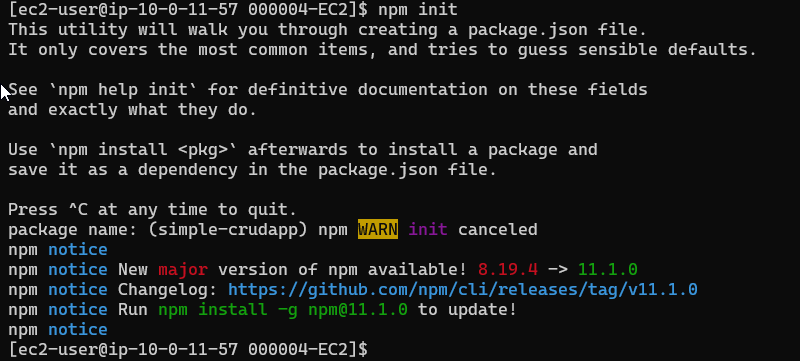 [ec2-user@ip-10-0-11-57 000004-EC2]$ npm init
This utility will walk you through creating a package.json file.
It only covers the most common items, and tries to guess sensible defaults.
See `npm help init` for definitive documentation on these fields
and exactly what they do.
Use `npm install <pkg>` afterwards to install a package and
save it as a dependency in the package.json file.
Press ^C at any time to quit.
package name: (simple-crudapp) npm WARN init canceled
npm notice
npm notice New major version of npm available! 8.19.4 -> 11.1.0
npm notice Changelog: https://github.com/npm/cli/releases/tag/v11.1.0
npm notice Run npm install -g npm@11.1.0 to update!
npm notice
[ec2-user@ip-10-0-11-57 000004-EC2]$